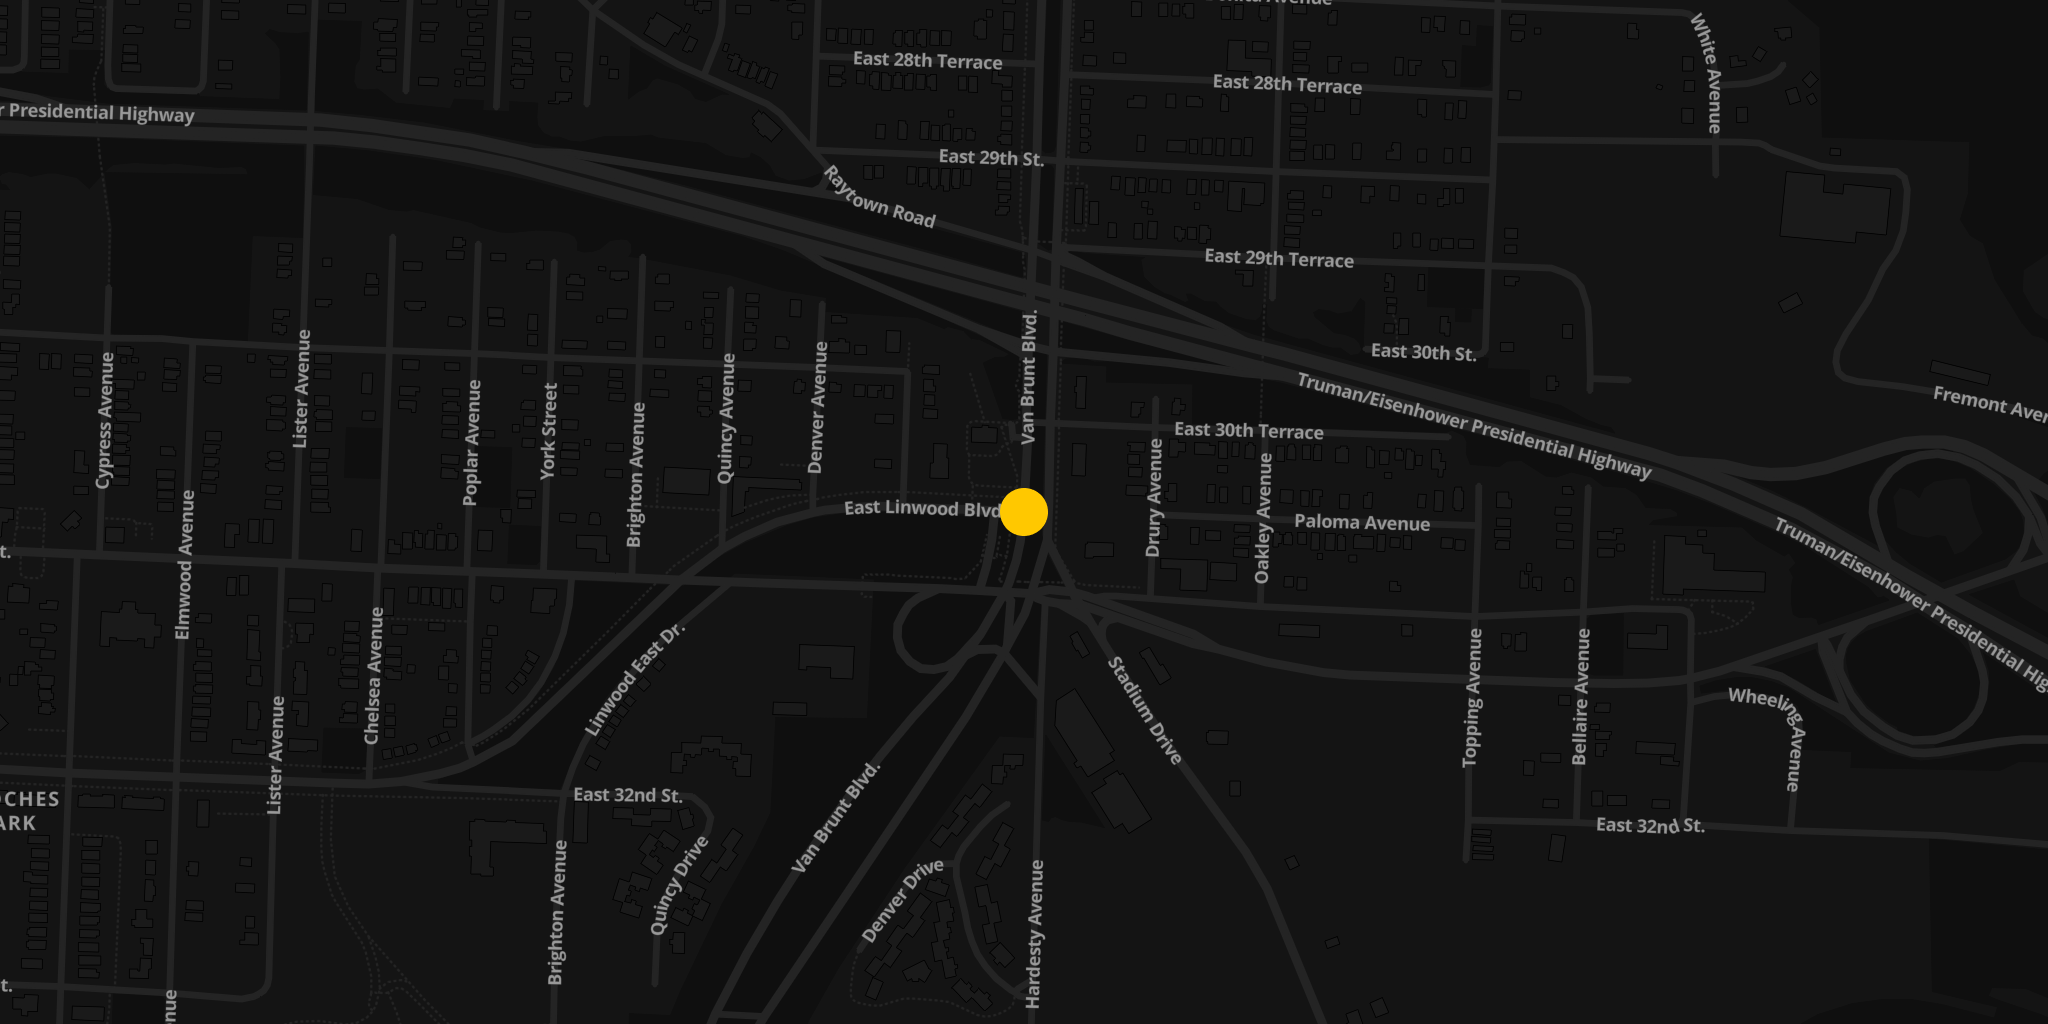 White Avenue
East 28th Terrace
East 28th Terrace
Presidential Highway
East 29th St.
Raytown Road
East 29th Terrace
Van Brunt Blvd.
East 30th St.
Truman/Eisenhower Presidential Highway
Fremont
Cypress Avenue
Lister Avenue
Poplar Avenue
York Street
Brighton Avenue
Quincy Avenue
Denver Avenue
East 30th Terrace
Drury Avenue
Oakley Avenue
East Linwood Blvd
Paloma Avenue
Truman/Eisenhower Presidential Hig
Elmwood Avenue
t.
Chelsea Avenue
Lister Avenue
Linwood East Dr.
Stadium Drive
Topping Avenue
Bellaire Avenue
Wheeling Avenue
East 32nd St.
Van Brunt Blvd.
East 32nd St.
OCHES
ARK
Brighton Avenue
Quincy Drive
Denver Drive
Hardesty Avenue
t.
nue